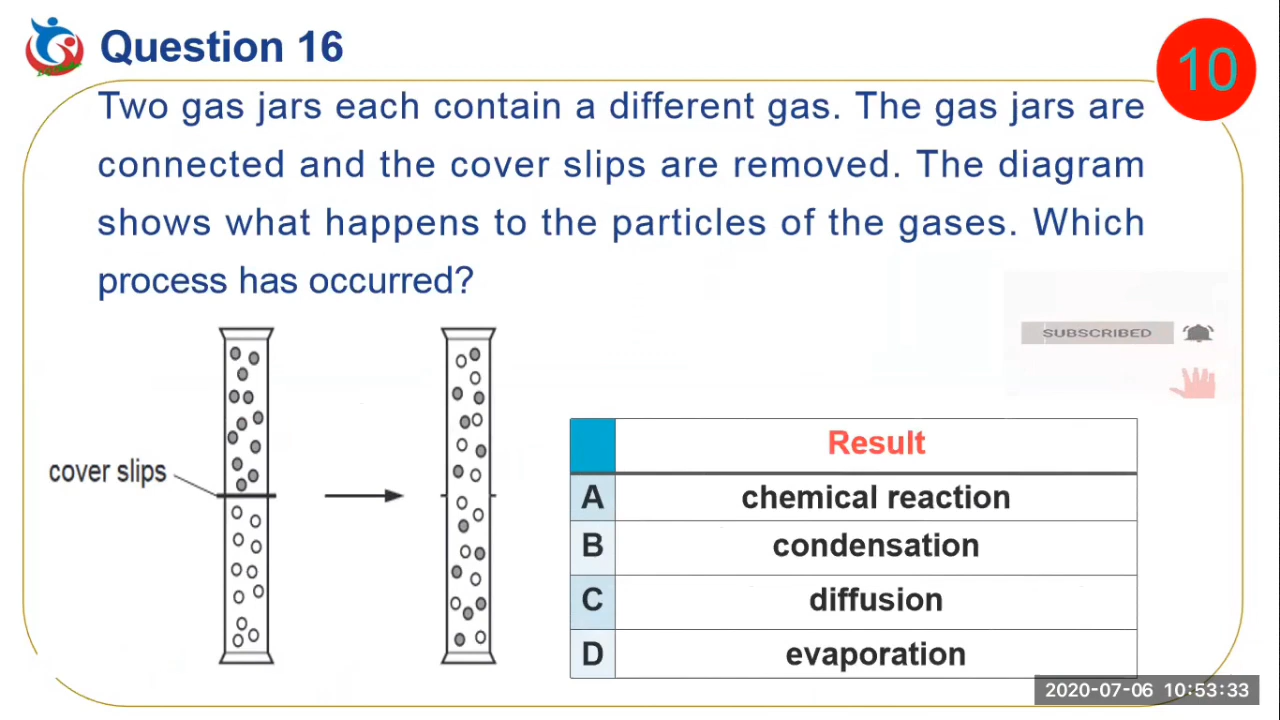 Question 16
10
Two gas jars each contain a different gas. The gas jars are
connected and the cover slips are removed. The diagram
shows what happens to the particles of the gases. Which
process has occurred?
SUBSCRIBED
cover slips
Result
A chemical reaction
B condensation
C diffusion
D evaporation
2020-07-06 10:53:33